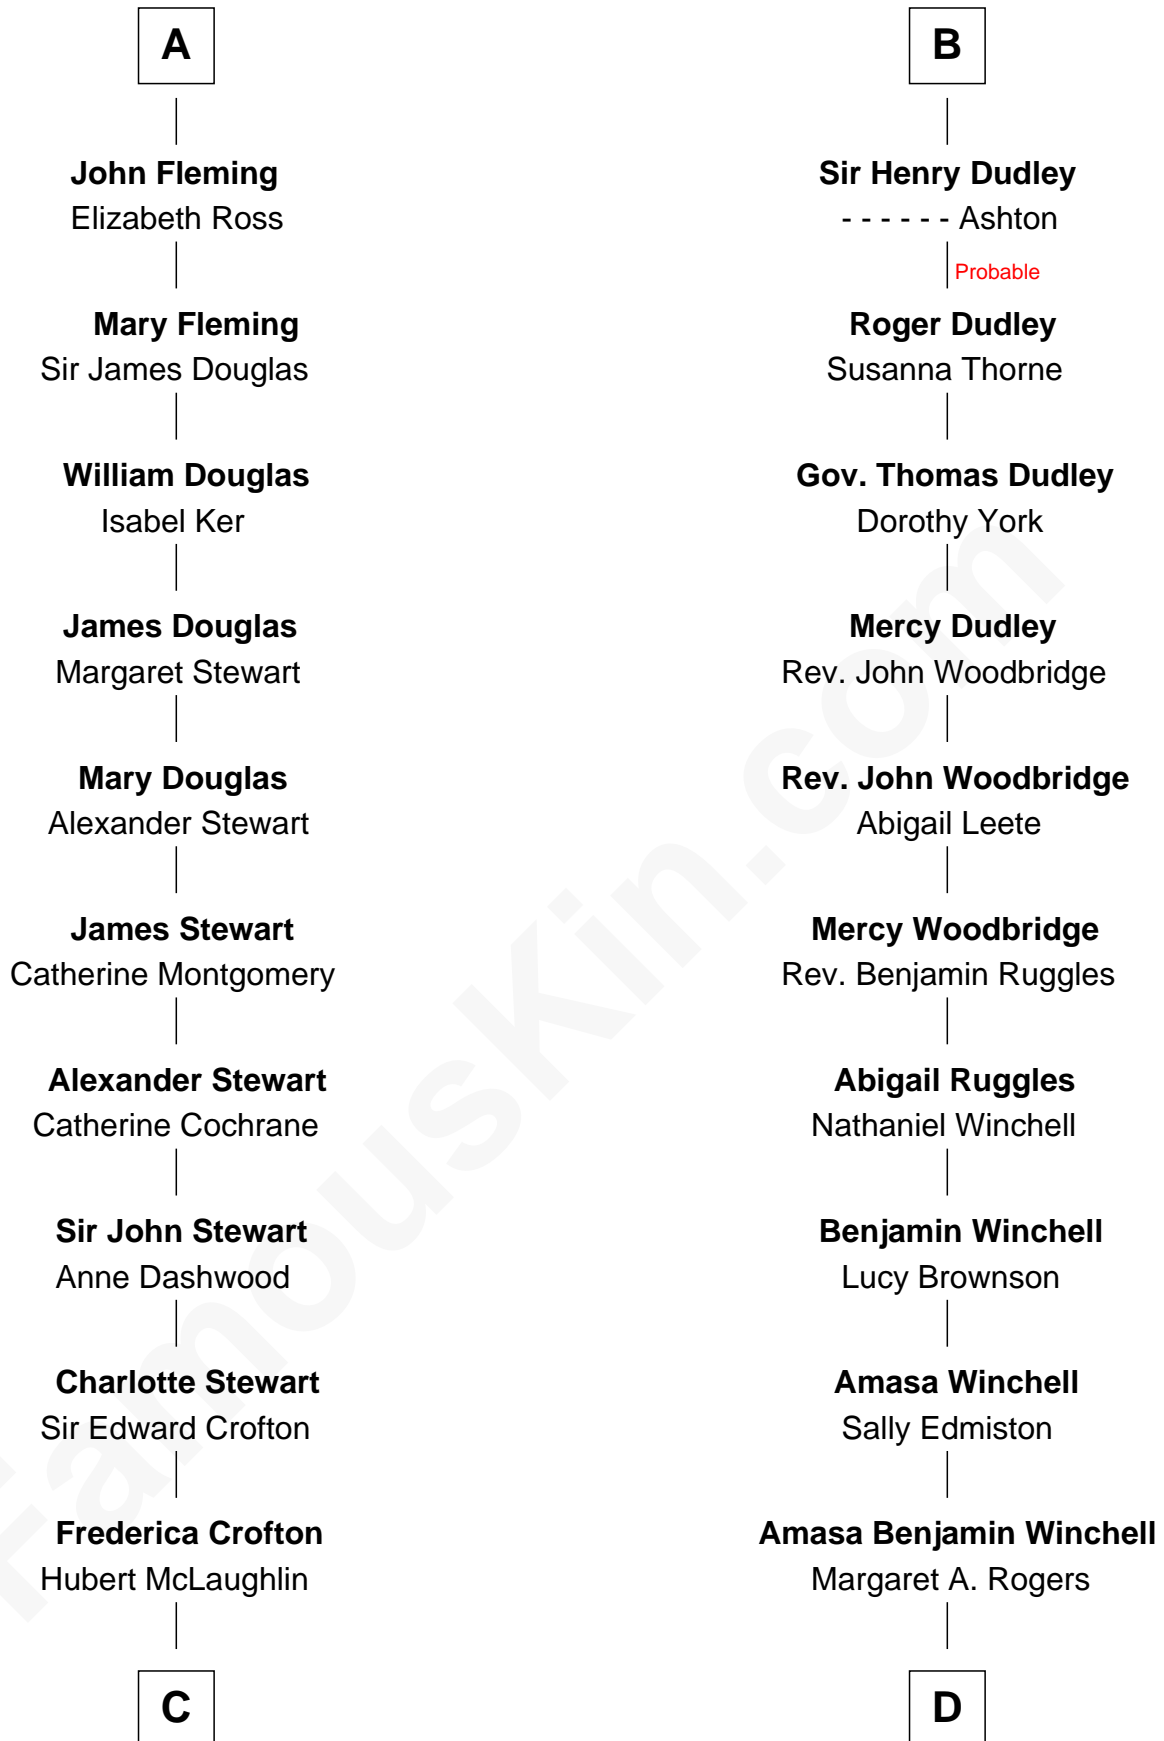 A
John Fleming
Elizabeth Ross
Mary Fleming
Sir James Douglas
William Douglas
Isabel Ker
James Douglas
Margaret Stewart
Mary Douglas
Alexander Stewart
James Stewart
Catherine Montgomery
Alexander Stewart
Catherine Cochrane
Sir John Stewart
Anne Dashwood
Charlotte Stewart
Sir Edward Crofton
Frederica Crofton
Hubert McLaughlin
C
B
Sir Henry Dudley
- - - - - - Ashton
Probable
Roger Dudley
Susanna Thorne
Gov. Thomas Dudley
Dorothy York
Mercy Dudley
Rev. John Woodbridge
Rev. John Woodbridge
Abigail Leete
Mercy Woodbridge
Rev. Benjamin Ruggles
Abigail Ruggles
Nathaniel Winchell
Benjamin Winchell
Lucy Brownson
Amasa Winchell
Sally Edmiston
Amasa Benjamin Winchell
Margaret A. Rogers
D
FamousKin.com